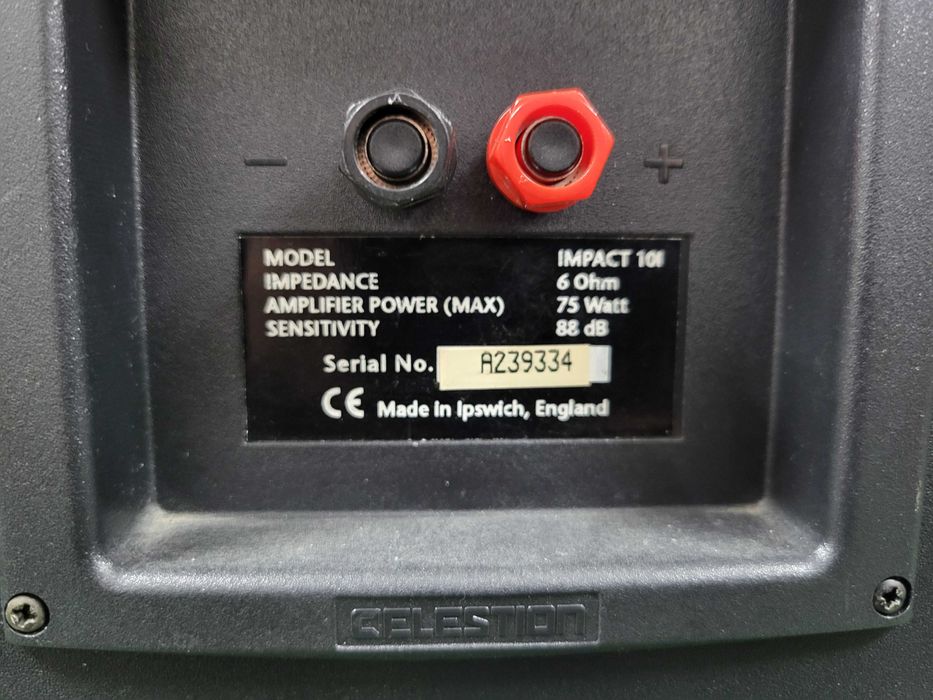 − +
MODEL IMPACT 10i
IMPEDANCE 6 Ohm
AMPLIFIER POWER (MAX) 75 Watt
SENSITIVITY 88 dB
Serial No. A239334
CE Made in Ipswich, England
CELESTION